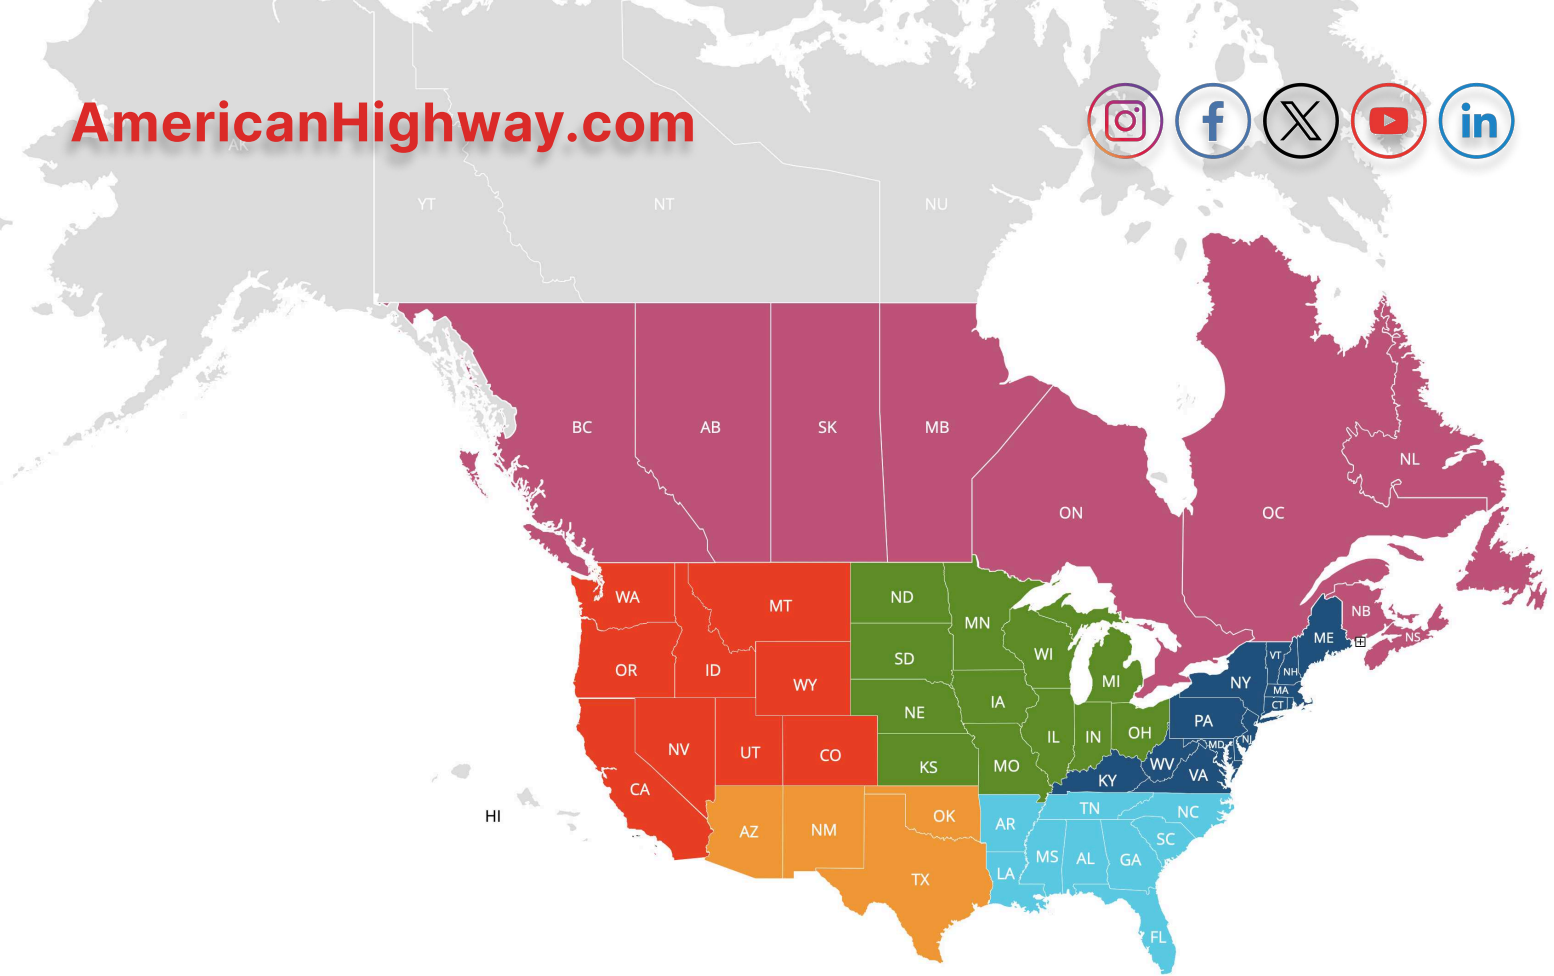 AmericanHighway.com
in
AK
YT
NT
NU
BC
AB
SK
MB
NL
ON
OC
NB
NS
WA
MT
ND
MN
ME
OR
ID
WY
SD
WI
MI
VT
NH
NY
MA
CT
NE
IA
PA
NV
UT
CO
KS
MO
IL
IN
OH
MD
NJ
WV
VA
KY
CA
HI
AZ
NM
OK
AR
TN
NC
SC
TX
LA
MS
AL
GA
FL